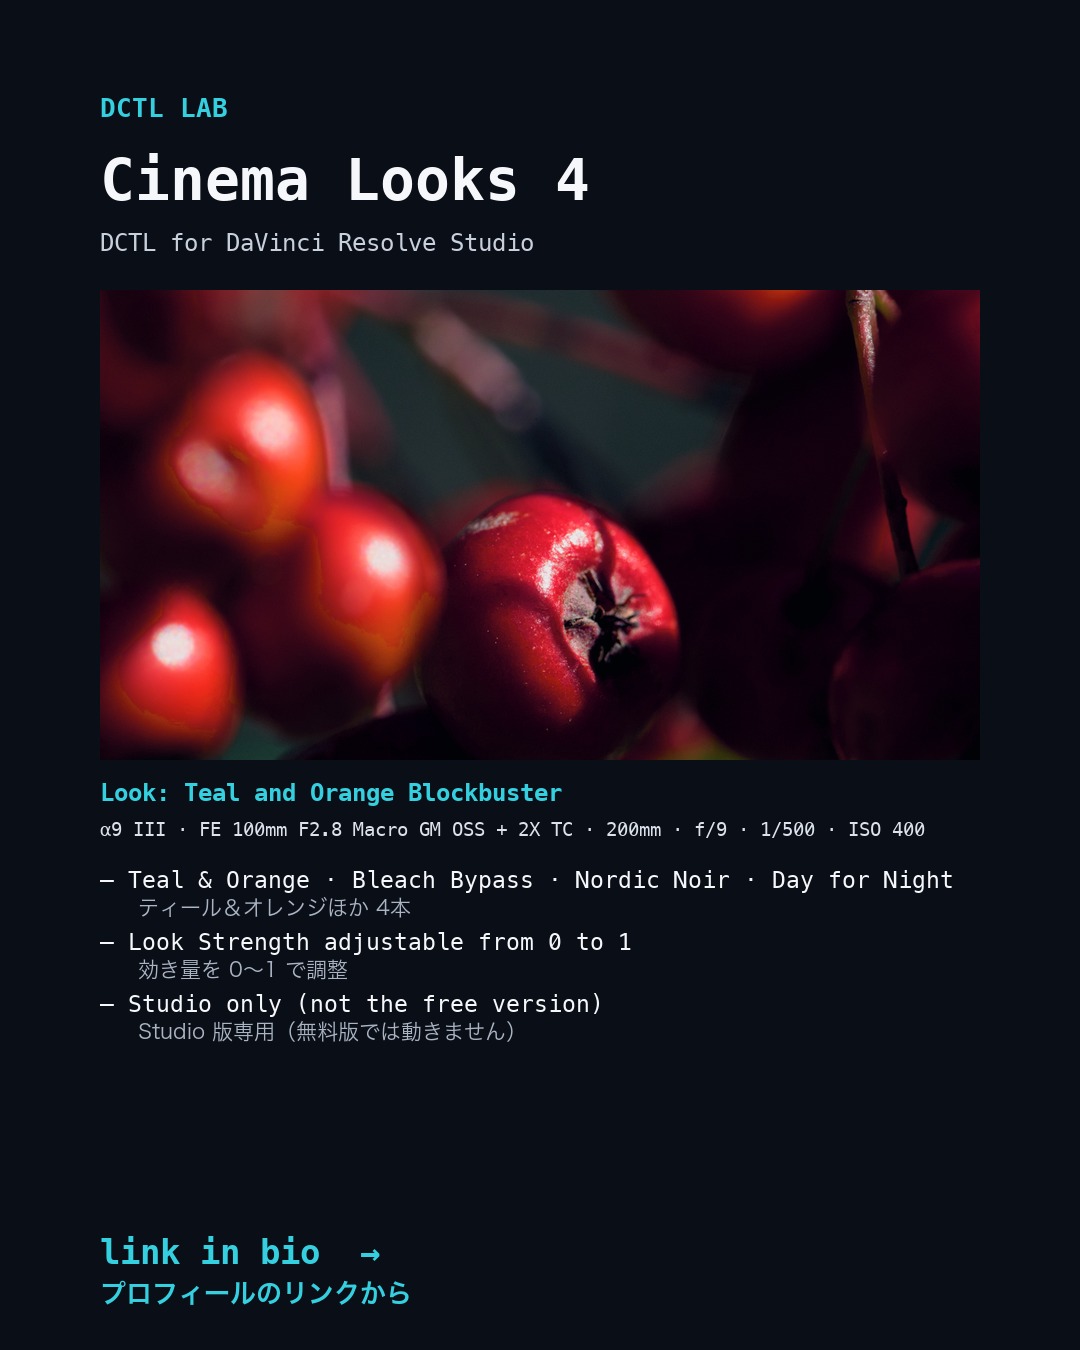 DCTL LAB
Cinema Looks 4
DCTL for DaVinci Resolve Studio
Look: Teal and Orange Blockbuster
α9 III · FE 100mm F2.8 Macro GM OSS + 2X TC · 200mm · f/9 · 1/500 · ISO 400
— Teal & Orange · Bleach Bypass · Nordic Noir · Day for Night
ティール＆オレンジほか 4本
— Look Strength adjustable from 0 to 1
効き量を 0〜1 で調整
— Studio only (not the free version)
Studio 版専用（無料版では動きません）
link in bio →
プロフィールのリンクから